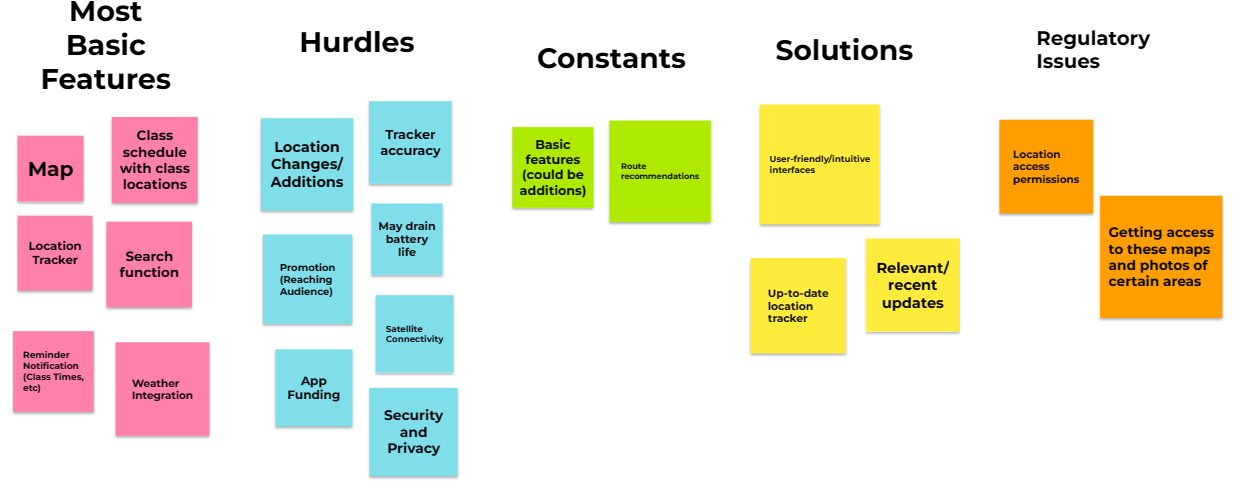 Most
Basic
Features
Map
Class
schedule
with class
locations
Location
Tracker
Search
function
Reminder
Notification
(Class Times,
etc)
Weather
Integration
Hurdles
Location
Changes/
Additions
Tracker
accuracy
May drain
battery
life
Promotion
(Reaching
Audience)
Satellite
Connectivity
App
Funding
Security
and
Privacy
Constants
Basic
features
(could be
additions)
Route
recommendations
Solutions
User-friendly/intuitive
interfaces
Up-to-date
location
tracker
Relevant/
recent
updates
Regulatory
Issues
Location
access
permissions
Getting access
to these maps
and photos of
certain areas